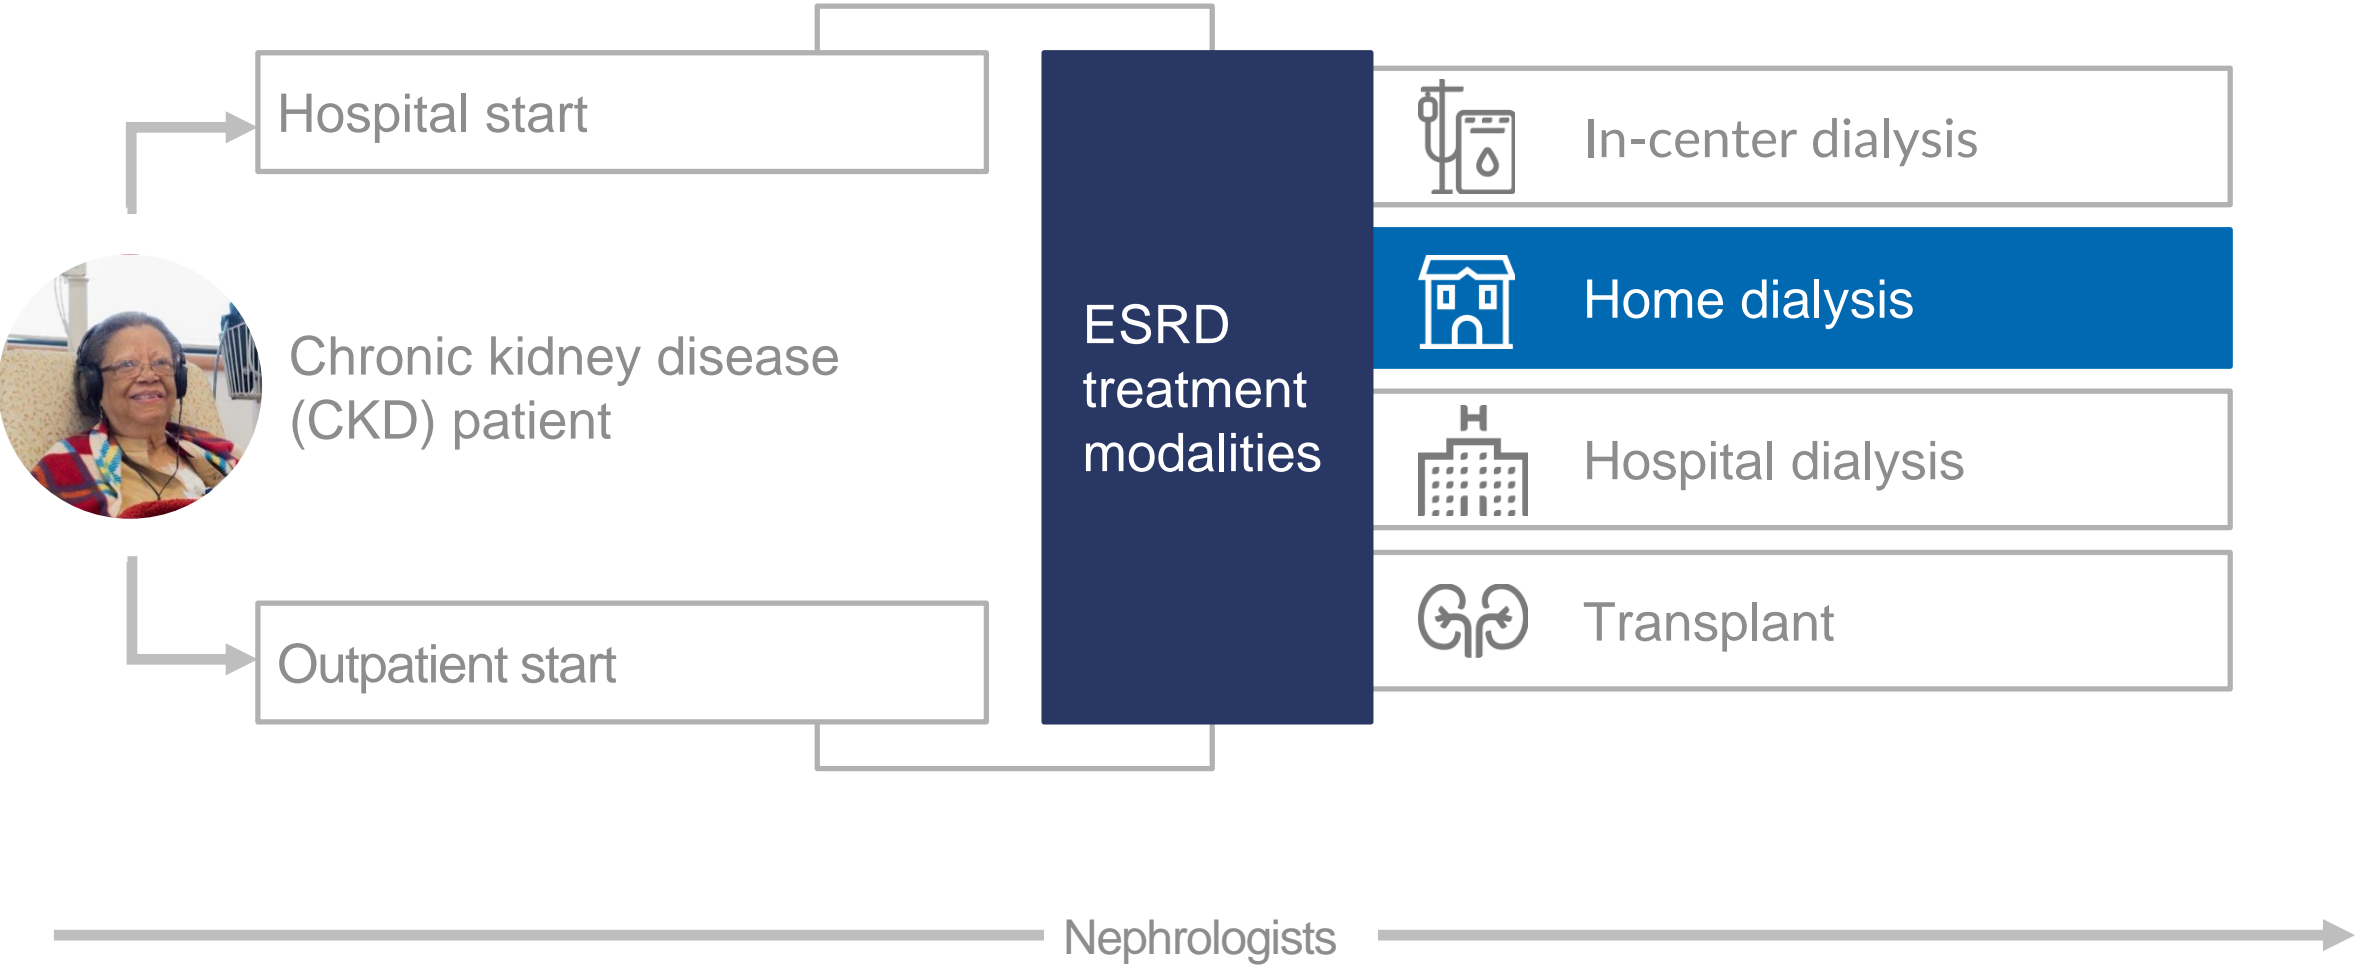 Hospital start
Chronic kidney disease
(CKD) patient
Outpatient start
ESRD
treatment
modalities
In-center dialysis
Home dialysis
H
Hospital dialysis
Transplant
Nephrologists